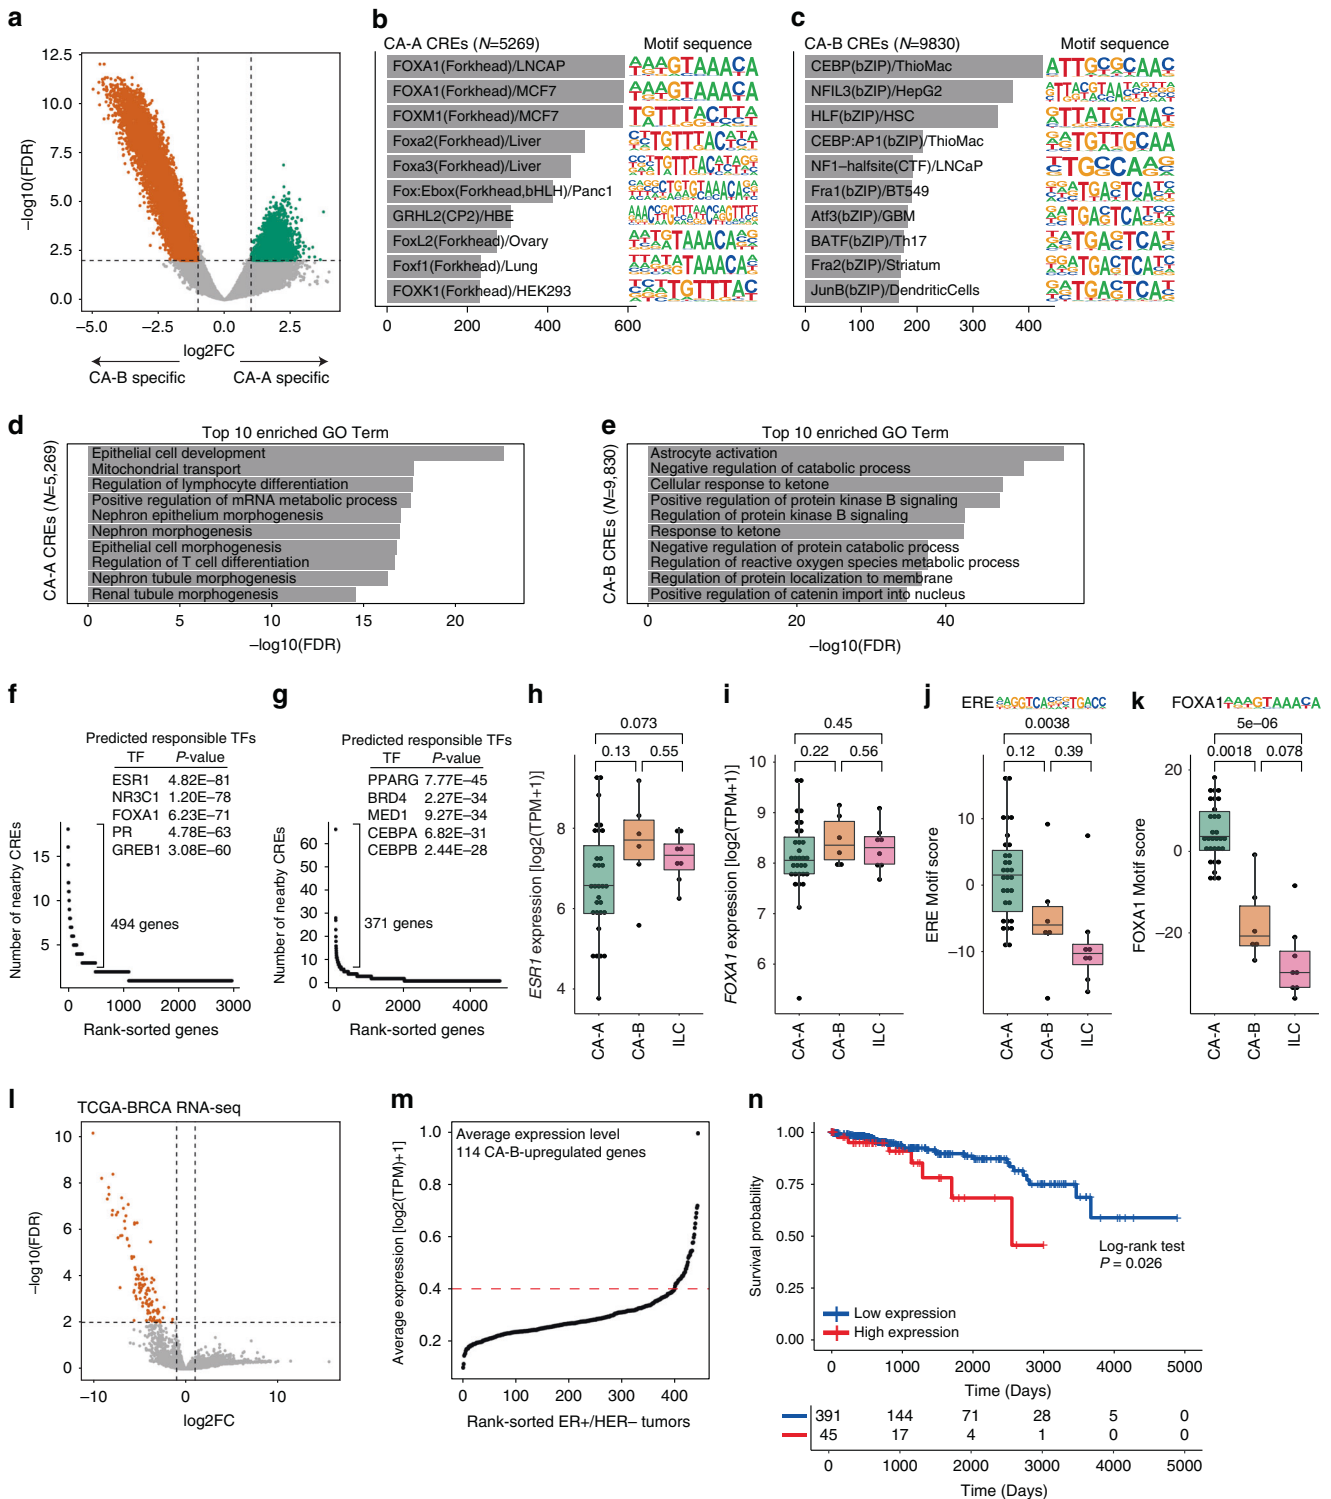 a
12.5
10.0
7.5
5.0
2.5
0.0
–log10(FDR)
–5.0 –2.5 0.0 2.5
log2FC
CA-B specific CA-A specific
b
CA-A CREs (N=5269) Motif sequence
FOXA1(Forkhead)/LNCAP
FOXA1(Forkhead)/MCF7
FOXM1(Forkhead)/MCF7
Foxa2(Forkhead)/Liver
Foxa3(Forkhead)/Liver
Fox:Ebox(Forkhead,bHLH)/Panc1
GRHL2(CP2)/HBE
FoxL2(Forkhead)/Ovary
Foxf1(Forkhead)/Lung
FOXK1(Forkhead)/HEK293
0 200 400 600
c
CA-B CREs (N=9830) Motif sequence
CEBP(bZIP)/ThioMac
NFIL3(bZIP)/HepG2
HLF(bZIP)/HSC
CEBP:AP1(bZIP)/ThioMac
NF1–halfsite(CTF)/LNCaP
Fra1(bZIP)/BT549
Atf3(bZIP)/GBM
BATF(bZIP)/Th17
Fra2(bZIP)/Striatum
JunB(bZIP)/DendriticCells
0 100 200 300 400
d
Top 10 enriched GO Term
CA-A CREs (N=5,269)
Epithelial cell development
Mitochondrial transport
Regulation of lymphocyte differentiation
Positive regulation of mRNA metabolic process
Nephron epithelium morphogenesis
Nephron morphogenesis
Epithelial cell morphogenesis
Regulation of T cell differentiation
Nephron tubule morphogenesis
Renal tubule morphogenesis
0 5 10 15 20
–log10(FDR)
e
Top 10 enriched GO Term
CA-B CREs (N=9,830)
Astrocyte activation
Negative regulation of catabolic process
Cellular response to ketone
Positive regulation of protein kinase B signaling
Regulation of protein kinase B signaling
Response to ketone
Negative regulation of protein catabolic process
Regulation of reactive oxygen species metabolic process
Regulation of protein localization to membrane
Positive regulation of catenin import into nucleus
0 20 40
–log10(FDR)
f
Predicted responsible TFs
TF P-value
ESR1 4.82E–81
NR3C1 1.20E–78
FOXA1 6.23E–71
PR 4.78E–63
GREB1 3.08E–60
494 genes
Number of nearby CREs
15
10
5
0 1000 2000 3000
Rank-sorted genes
g
Predicted responsible TFs
TF P-value
PPARG 7.77E–45
BRD4 2.27E–34
MED1 9.27E–34
CEBPA 6.82E–31
CEBPB 2.44E–28
371 genes
Number of nearby CREs
60
50
40
30
20
10
0
0 2000 4000
Rank-sorted genes
h
0.073
0.13 0.55
ESR1 expression [log2(TPM+1)]
8
6
4
CA-A CA-B ILC
i
0.45
0.22 0.56
FOXA1 expression [log2(TPM+1)]
10
9
8
7
6
CA-A CA-B ILC
j
ERE
0.0038
0.12 0.39
ERE Motif score
10
0
–10
CA-A CA-B ILC
k
FOXA1
5e–06
0.0018 0.078
FOXA1 Motif score
20
–20
CA-A CA-B ILC
l
TCGA-BRCA RNA-seq
–log10(FDR)
10
8
6
4
2
0
–10 0 10
log2FC
m
Average expression level
114 CA-B-upregulated genes
Average expression [log2(TPM)+1]
1.0
0.8
0.6
0.4
0.2
0 100 200 300 400
Rank-sorted ER+/HER– tumors
n
Survival probability
1.00
0.75
0.50
0.25
0.00
Log-rank test
P = 0.026
Low expression
High expression
0 1000 2000 3000 4000 5000
Time (Days)
391 144 71 28 5 0
45 17 4 1 0 0
0 1000 2000 3000 4000 5000
Time (Days)